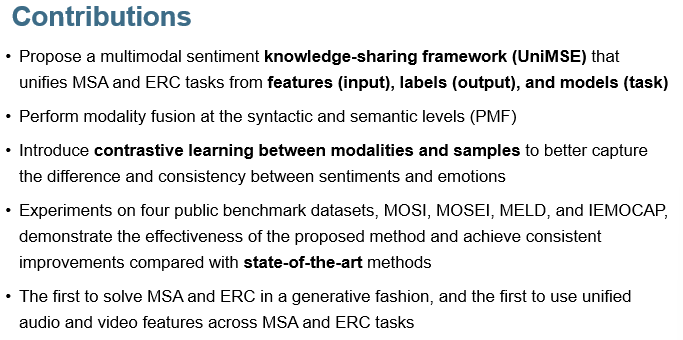 Contributions
• Propose a multimodal sentiment knowledge-sharing framework (UniMSE) that
unifies MSA and ERC tasks from features (input), labels (output), and models (task)
• Perform modality fusion at the syntactic and semantic levels (PMF)
• Introduce contrastive learning between modalities and samples to better capture
the difference and consistency between sentiments and emotions
• Experiments on four public benchmark datasets, MOSI, MOSEI, MELD, and IEMOCAP,
demonstrate the effectiveness of the proposed method and achieve consistent
improvements compared with state-of-the-art methods
• The first to solve MSA and ERC in a generative fashion, and the first to use unified
audio and video features across MSA and ERC tasks